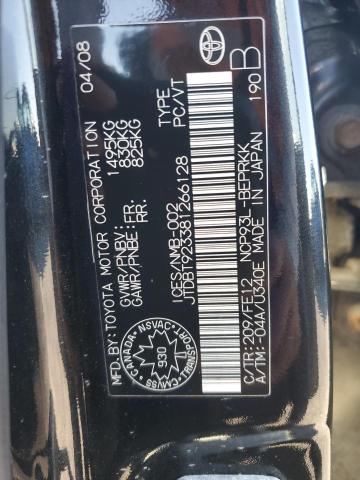 MFD.BY:TOYOTA MOTOR CORPORATION 04/08
GVWR/PNBV: 1495KG
GAWR/PNBE: FR. 830KG
RR. 825KG
TOYOTA
ICES/NMB-002 TYPE
JTDBT923381266128 PC/VT
CANADA
NSVAC
930
CMVSS
TRANSPORT
C/TR:209/FE12 NCP93L-BEPRKK
A/TM:-04A/U340E MADE IN JAPAN
190 B